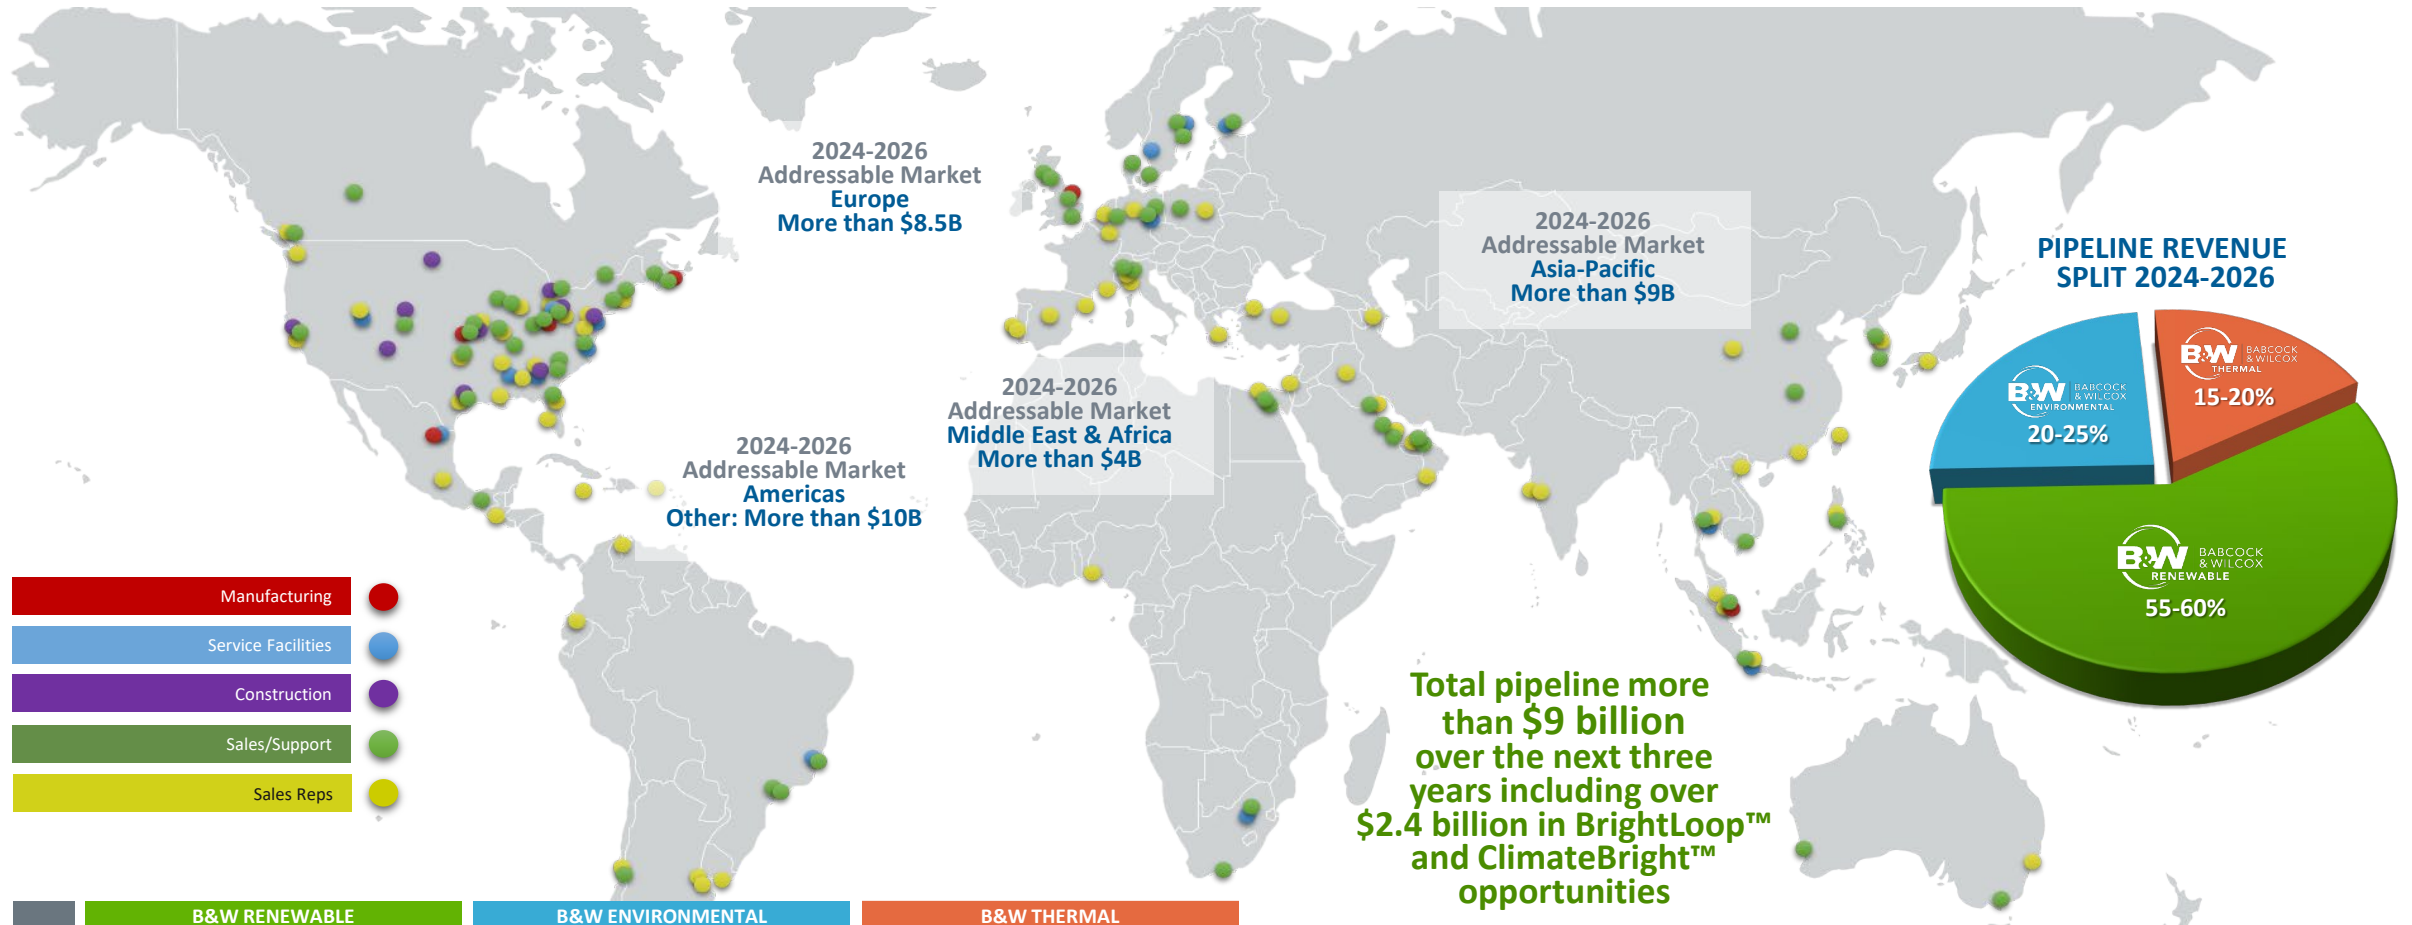 2024-2026
Addressable Market
Europe
More than $8.5B
2024-2026
Addressable Market
Asia-Pacific
More than $9B
2024-2026
Addressable Market
Middle East & Africa
More than $4B
2024-2026
Addressable Market
Americas
Other: More than $10B
PIPELINE REVENUE
SPLIT 2024-2026
B&W BABCOCK
& WILCOX
THERMAL
15-20%
B&W BABCOCK
& WILCOX
ENVIRONMENTAL
20-25%
B&W BABCOCK
& WILCOX
RENEWABLE
55-60%
Manufacturing
Service Facilities
Construction
Sales/Support
Sales Reps
Total pipeline more
than $9 billion
over the next three
years including over
$2.4 billion in BrightLoop™
and ClimateBright™
opportunities
B&W RENEWABLE
B&W ENVIRONMENTAL
B&W THERMAL